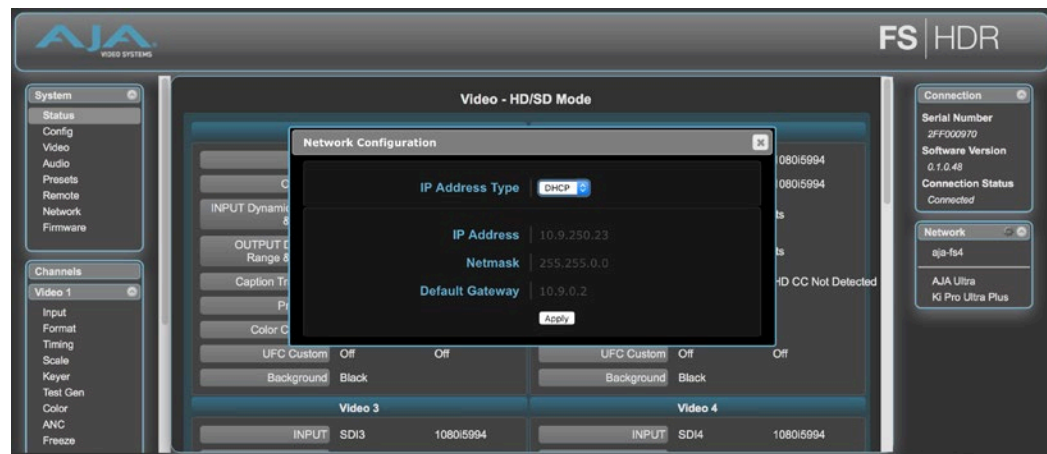 AJA
VIDEO SYSTEMS
FS HDR
System
Status
Config
Video
Audio
Presets
Remote
Network
Firmware
Channels
Video 1
Input
Format
Timing
Scale
Keyer
Test Gen
Color
ANC
Freeze
Video - HD/SD Mode
1080i5994
1080i5994
INPUT Dynami
&
OUTPUT D
Range &
Caption Tr
HD CC Not Detected
Color C
UFC Custom Off Off
UFC Custom Off Off
Background Black
Background Black
Video 3
Video 4
INPUT SDI3 1080i5994
INPUT SDI4 1080i5994
Network Configuration
IP Address Type DHCP
IP Address 10.9.250.23
Netmask 255.255.0.0
Default Gateway 10.9.0.2
Apply
Connection
Serial Number
2FF000970
Software Version
0.1.0.48
Connection Status
Connected
Network
aja-fs4
AJA Ultra
Ki Pro Ultra Plus